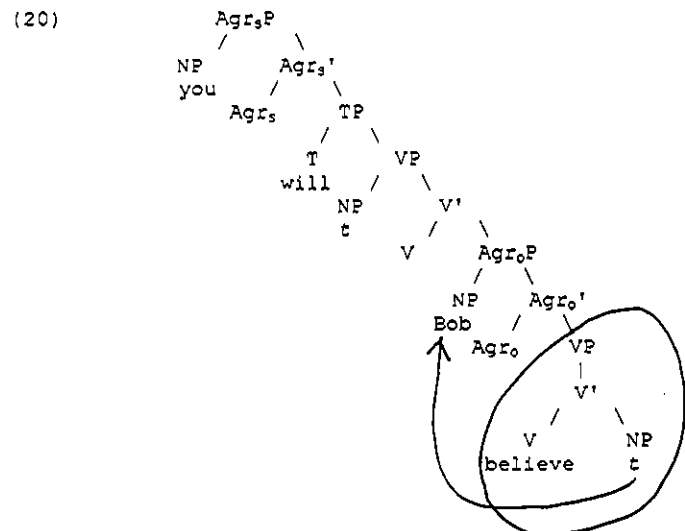 (20) AgrsP
NP Agrs'
you
Agrs TP
T VP
will
NP V'
t
V AgroP
NP Agro'
Bob
Agro VP
V'
V NP
believe t